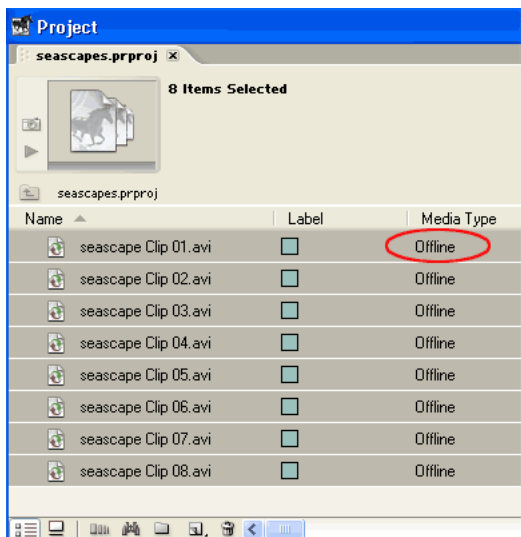 Project
seascapes.prproj
8 Items Selected
seascapes.prproj
Name Label Media Type
seascape Clip 01.avi Offline
seascape Clip 02.avi Offline
seascape Clip 03.avi Offline
seascape Clip 04.avi Offline
seascape Clip 05.avi Offline
seascape Clip 06.avi Offline
seascape Clip 07.avi Offline
seascape Clip 08.avi Offline